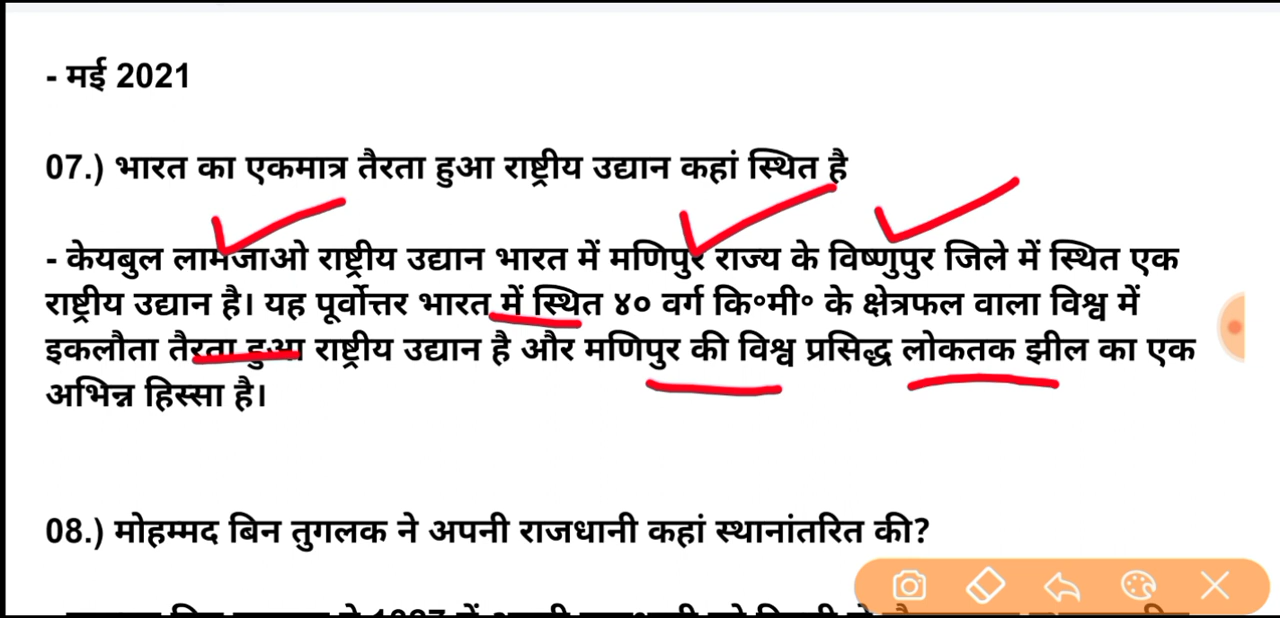 - मई 2021
07.) भारत का एकमात्र तैरता हुआ राष्ट्रीय उद्यान कहां स्थित है
- केयबुल लामजाओ राष्ट्रीय उद्यान भारत में मणिपुर राज्य के विष्णुपुर जिले में स्थित एक
राष्ट्रीय उद्यान है। यह पूर्वोत्तर भारत में स्थित ४० वर्ग कि॰मी॰ के क्षेत्रफल वाला विश्व में
इकलौता तैरता हुआ राष्ट्रीय उद्यान है और मणिपुर की विश्व प्रसिद्ध लोकतक झील का एक
अभिन्न हिस्सा है।
08.) मोहम्मद बिन तुगलक ने अपनी राजधानी कहां स्थानांतरित की?